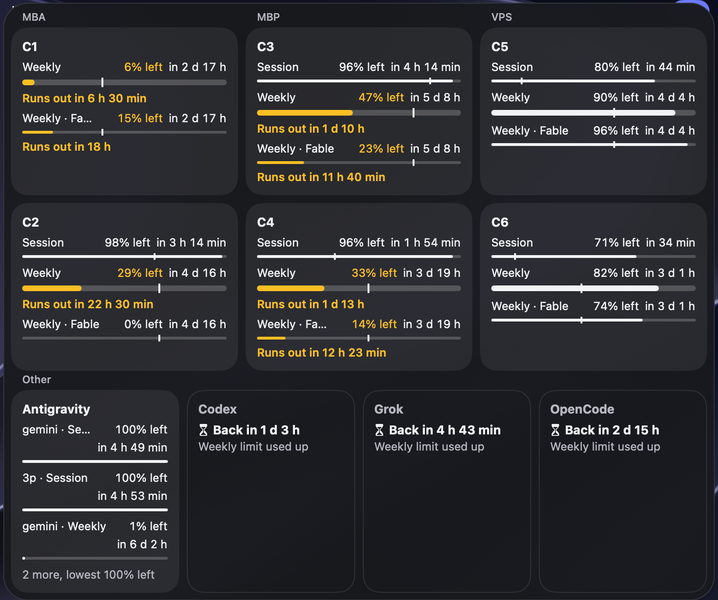 MBA
MBP
VPS
C1
Weekly 6% left in 2 d 17 h
Runs out in 6 h 30 min
Weekly · Fa... 15% left in 2 d 17 h
Runs out in 18 h
C3
Session 96% left in 4 h 14 min
Weekly 47% left in 5 d 8 h
Runs out in 1 d 10 h
Weekly · Fable 23% left in 5 d 8 h
Runs out in 11 h 40 min
C5
Session 80% left in 44 min
Weekly 90% left in 4 d 4 h
Weekly · Fable 96% left in 4 d 4 h
C2
Session 98% left in 3 h 14 min
Weekly 29% left in 4 d 16 h
Runs out in 22 h 30 min
Weekly · Fable 0% left in 4 d 16 h
C4
Session 96% left in 1 h 54 min
Weekly 33% left in 3 d 19 h
Runs out in 1 d 13 h
Weekly · Fa... 14% left in 3 d 19 h
Runs out in 12 h 23 min
C6
Session 71% left in 34 min
Weekly 82% left in 3 d 1 h
Weekly · Fable 74% left in 3 d 1 h
Other
Antigravity
gemini · Se... 100% left
in 4 h 49 min
3p · Session 100% left
in 4 h 53 min
gemini · Weekly 1% left
in 6 d 2 h
2 more, lowest 100% left
Codex
Back in 1 d 3 h
Weekly limit used up
Grok
Back in 4 h 43 min
Weekly limit used up
OpenCode
Back in 2 d 15 h
Weekly limit used up